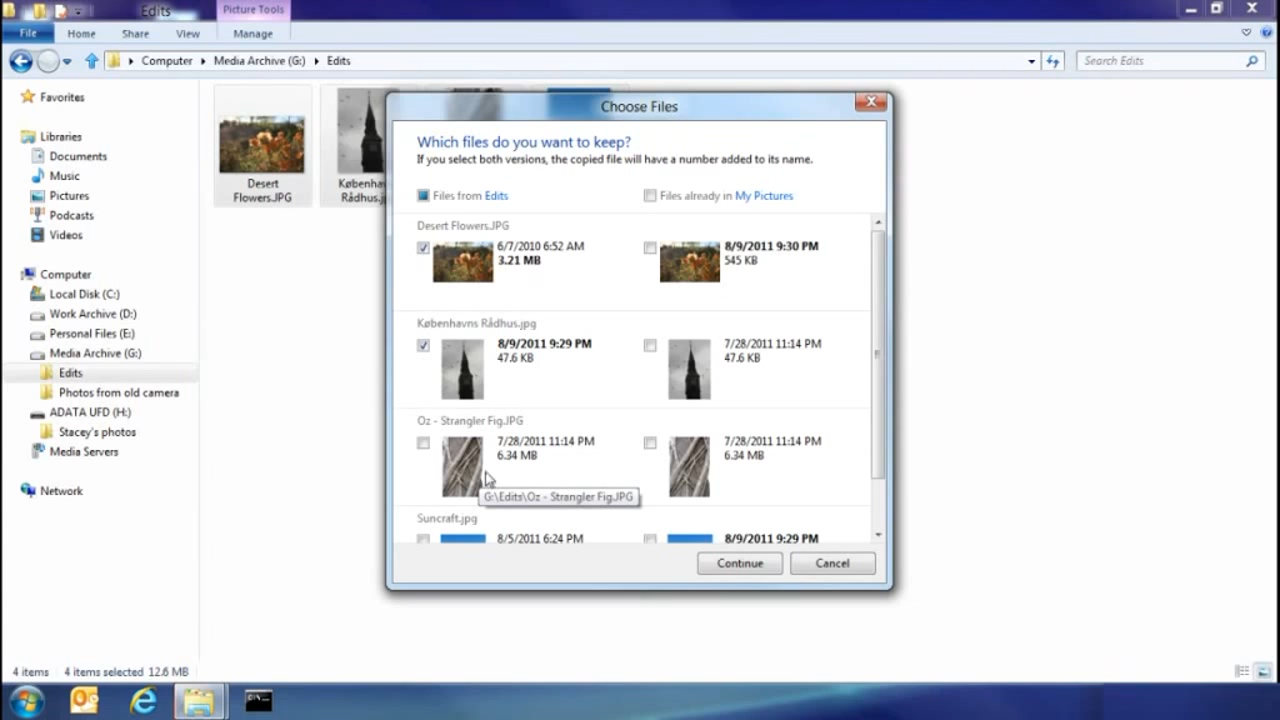 Edits
Picture Tools
File
Home
Share
View
Manage
Computer
Media Archive (G:)
Edits
Search Edits
Favorites
Libraries
Documents
Music
Pictures
Podcasts
Videos
Computer
Local Disk (C:)
Work Archive (D:)
Personal Files (E:)
Media Archive (G:)
Edits
Photos from old camera
ADATA UFD (H:)
Stacey's photos
Media Servers
Network
Desert
Flowers.JPG
Choose Files
Which files do you want to keep?
If you select both versions, the copied file will have a number added to its name.
Files from Edits
Files already in My Pictures
Desert Flowers.JPG
6/7/2010 6:52 AM
3.21 MB
8/9/2011 9:30 PM
545 KB
Københavns Rådhus.jpg
8/9/2011 9:29 PM
47.6 KB
7/28/2011 11:14 PM
47.6 KB
Oz - Strangler Fig.JPG
7/28/2011 11:14 PM
6.34 MB
7/28/2011 11:14 PM
6.34 MB
G:\Edits\Oz - Strangler Fig.JPG
Suncraft.jpg
8/5/2011 6:24 PM
8/9/2011 9:29 PM
Continue
Cancel
4 items
4 items selected 12.6 MB